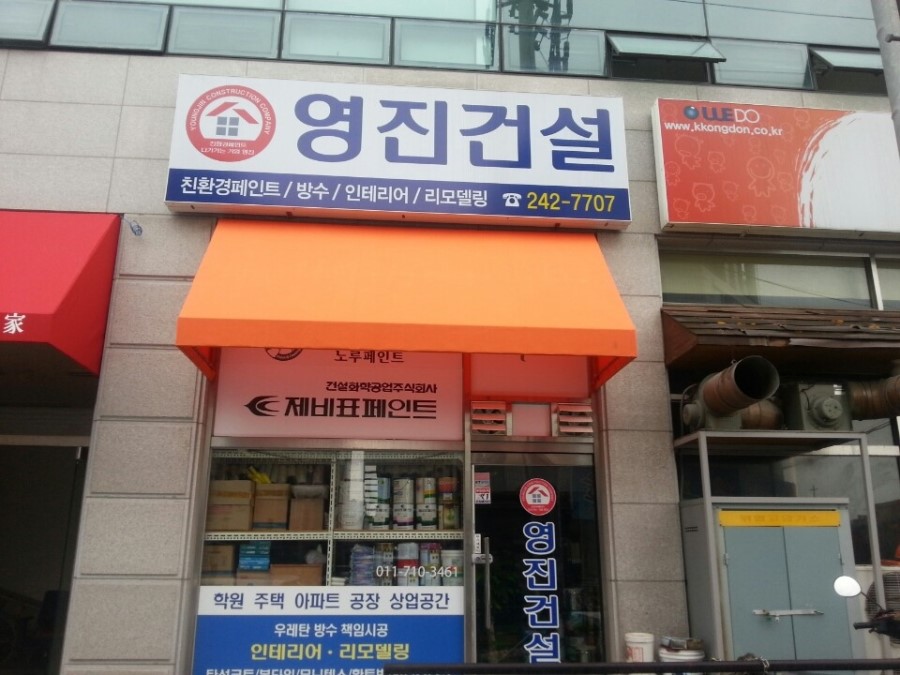 YOUNGJIN CONSTRUCTION COMPANY
영진건설
친환경페인트 / 방수 / 인테리어 / 리모델링 ☎ 242-7707
OLLEDO
www.kkongdon.co.kr
家
노루페인트
건설화학공업주식회사
제비표페인트
011-710-3461
학원 주택 아파트 공장 상업공간
우레탄 방수 책임시공
인테리어 · 리모델링
영진건설